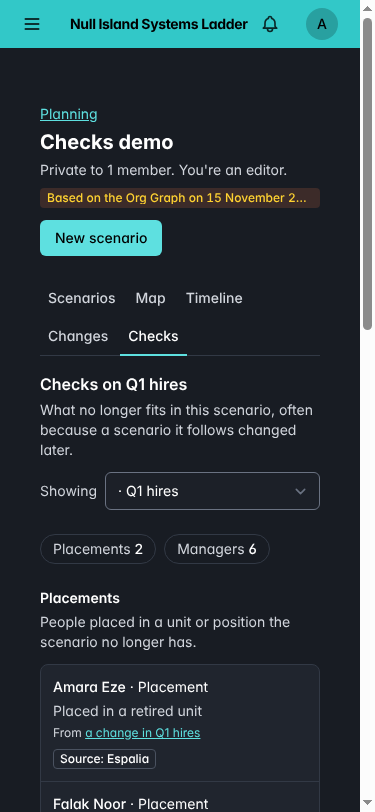 Null Island Systems Ladder
A
Planning
Checks demo
Private to 1 member. You're an editor.
Based on the Org Graph on 15 November 2...
New scenario
Scenarios Map Timeline
Changes Checks
Checks on Q1 hires
What no longer fits in this scenario, often
because a scenario it follows changed
later.
Showing · Q1 hires
Placements 2 Managers 6
Placements
People placed in a unit or position the
scenario no longer has.
Amara Eze · Placement
Placed in a retired unit
From a change in Q1 hires
Source: Espalia
Falak Noor · Placement